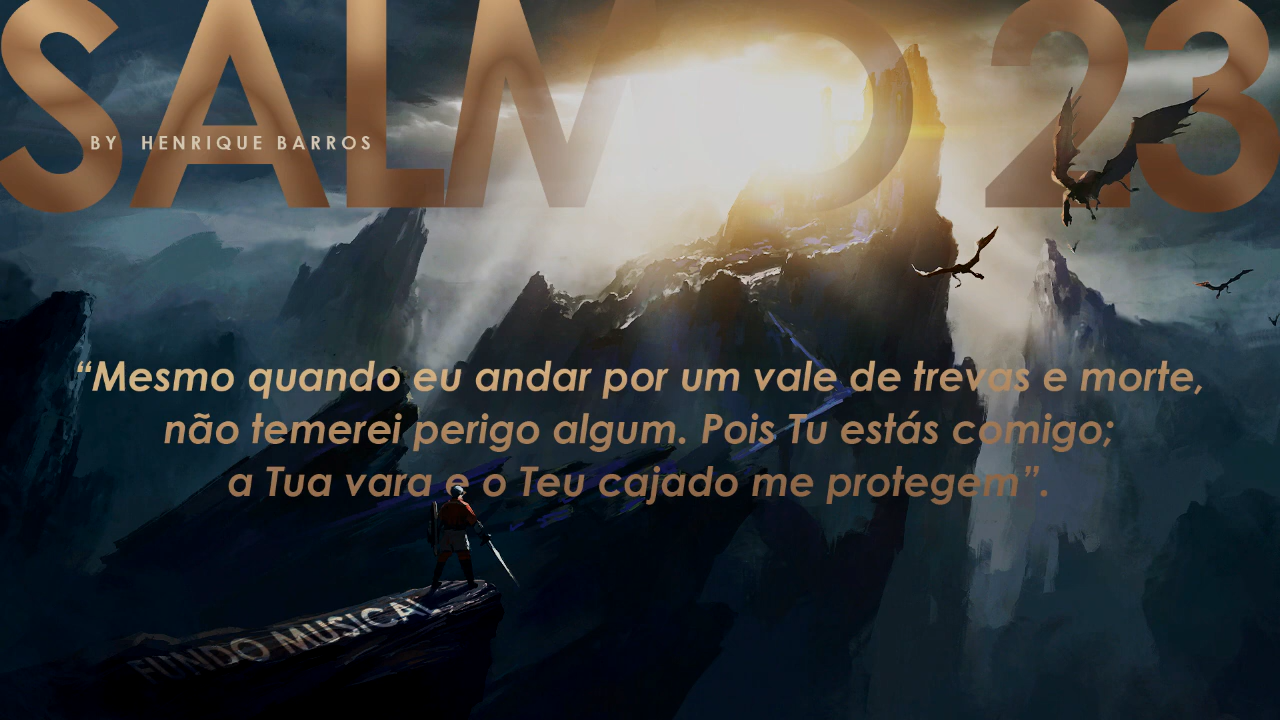 SALMO 23
BY HENRIQUE BARROS
“Mesmo quando eu andar por um vale de trevas e morte,
não temerei perigo algum. Pois Tu estás comigo;
a Tua vara e o Teu cajado me protegem”.
FUNDO MUSICAL